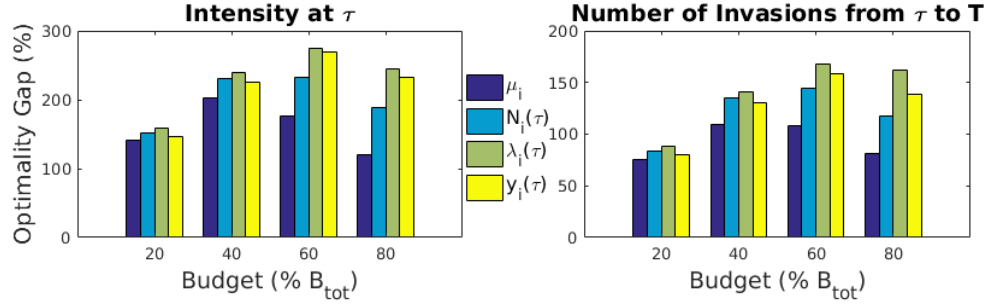 Intensity at τ
Optimality Gap (%)
300
200
100
0
20 40 60 80
Budget (% B_tot)
μ_i
N_i(τ)
λ_i(τ)
y_i(τ)
Number of Invasions from τ to T
200
150
100
50
0
20 40 60 80
Budget (% B_tot)